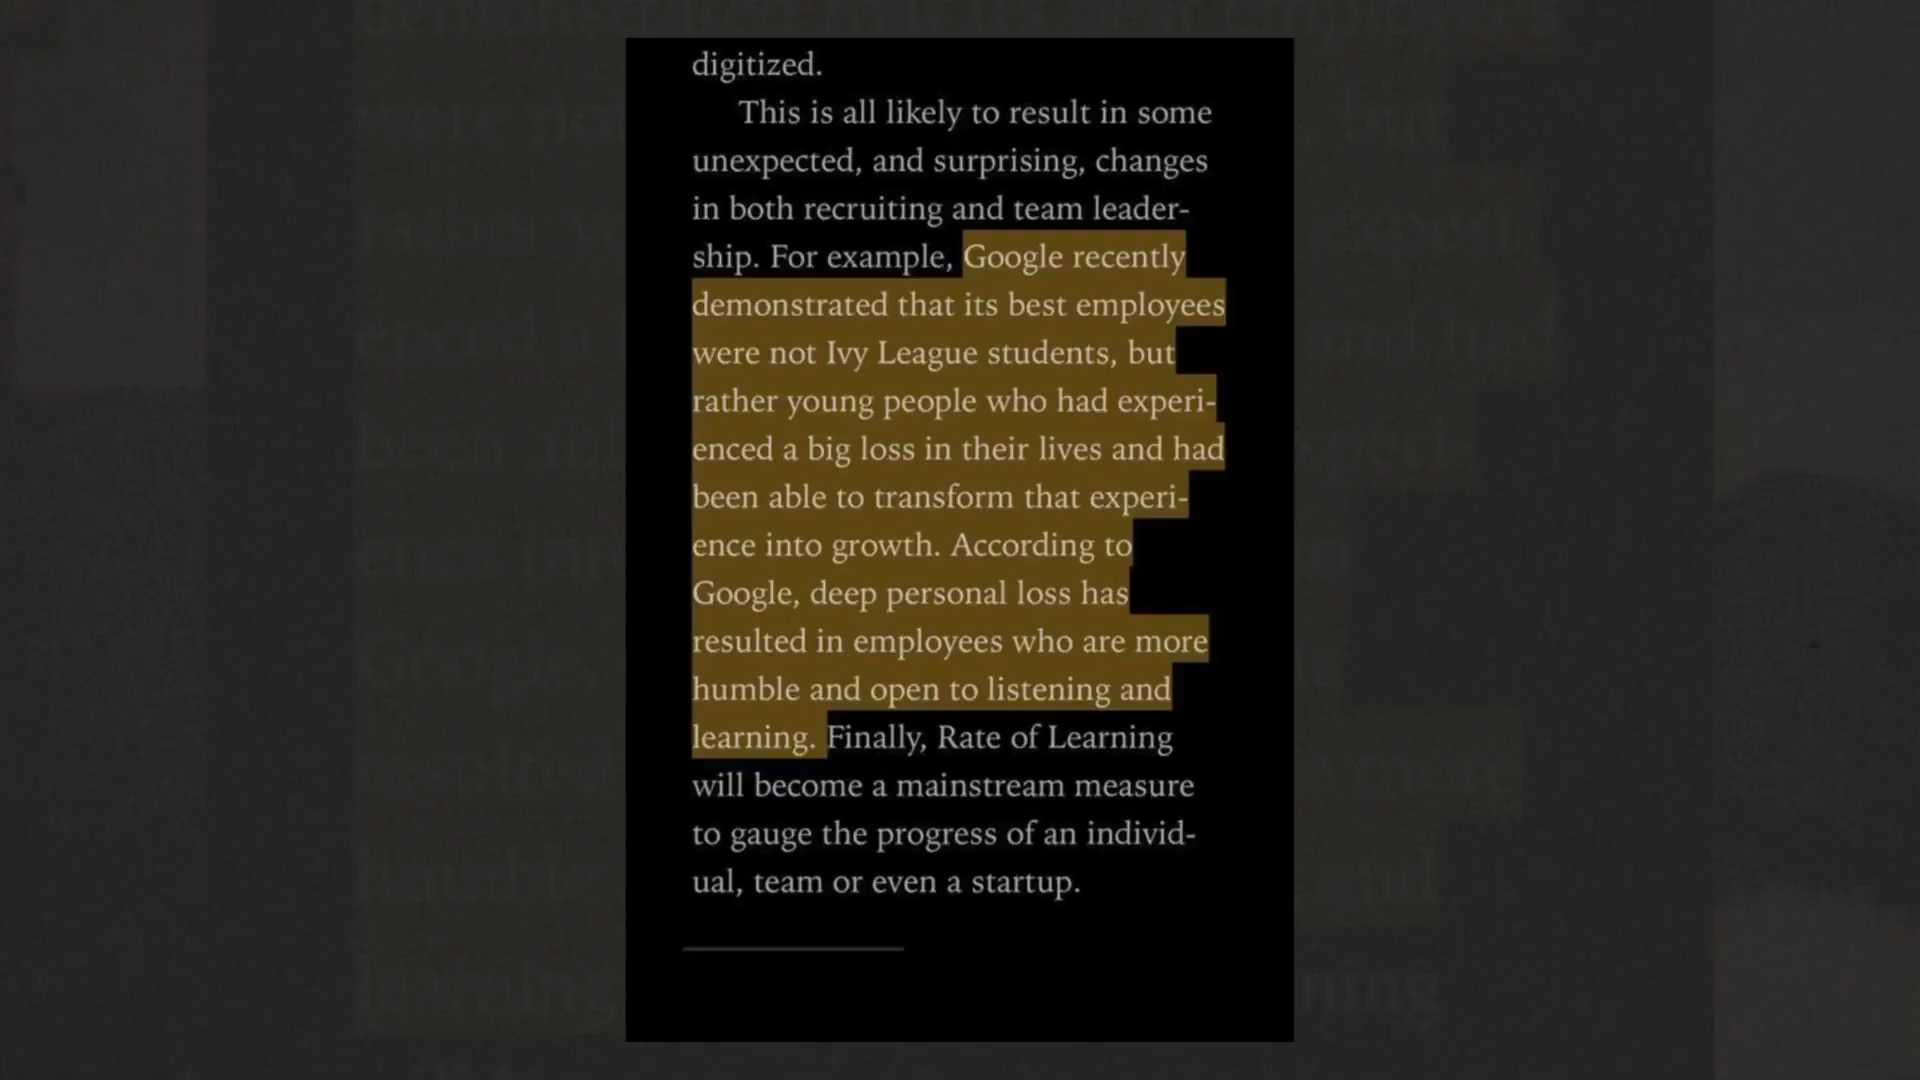 digitized.
This is all likely to result in some
unexpected, and surprising, changes
in both recruiting and team leader-
ship. For example, Google recently
demonstrated that its best employees
were not Ivy League students, but
rather young people who had experi-
enced a big loss in their lives and had
been able to transform that experi-
ence into growth. According to
Google, deep personal loss has
resulted in employees who are more
humble and open to listening and
learning. Finally, Rate of Learning
will become a mainstream measure
to gauge the progress of an individ-
ual, team or even a startup.